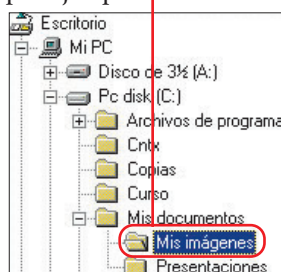 Escritorio
Mi PC
Disco de 3½ (A:)
Pc disk (C:)
Archivos de programa
Cntx
Copias
Curso
Mis documentos
Mis imágenes
Presentaciones